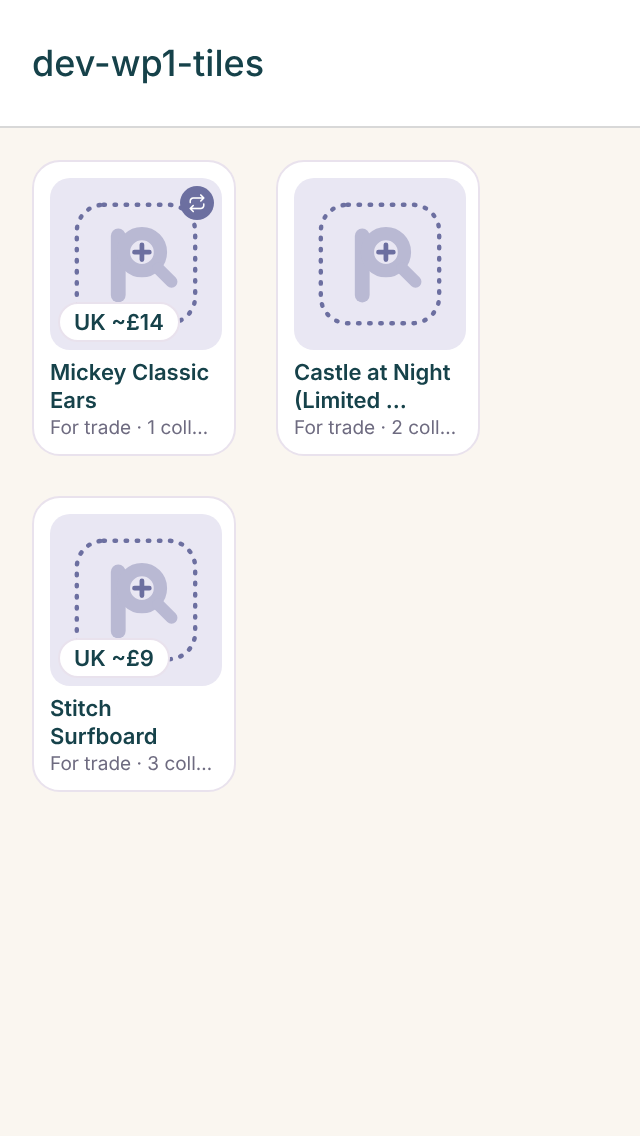 dev-wp1-tiles
UK ~£14
Mickey Classic
Ears
For trade · 1 coll...
Castle at Night
(Limited ...
For trade · 2 coll...
UK ~£9
Stitch
Surfboard
For trade · 3 coll...